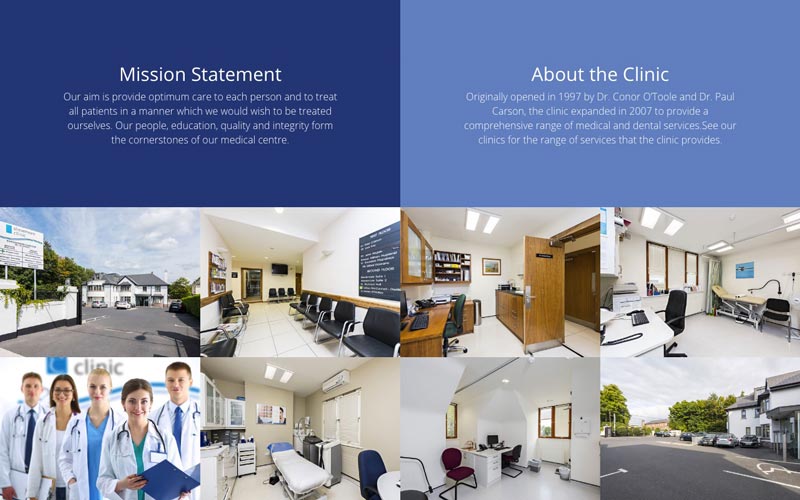 Mission Statement
Our aim is provide optimum care to each person and to treat
all patients in a manner which we would wish to be treated
ourselves. Our people, education, quality and integrity form
the cornerstones of our medical centre.
About the Clinic
Originally opened in 1997 by Dr. Conor O'Toole and Dr. Paul
Carson, the clinic expanded in 2007 to provide a
comprehensive range of medical and dental services.See our
clinics for the range of services that the clinic provides.
clinic